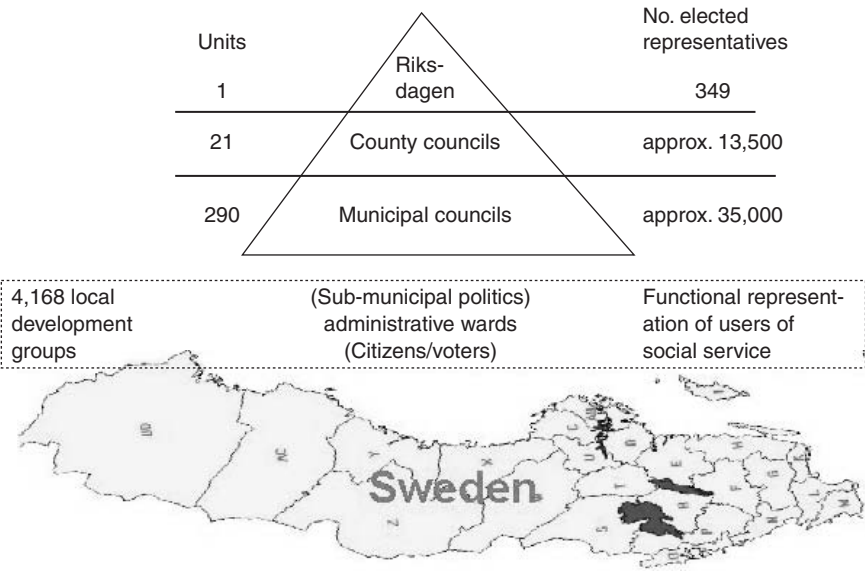 Units
No. elected
representatives
1
Riks-
dagen
349
21
County councils
approx. 13,500
290
Municipal councils
approx. 35,000
4,168 local
development
groups
(Sub-municipal politics)
administrative wards
(Citizens/voters)
Functional represent-
ation of users of
social service
Sweden